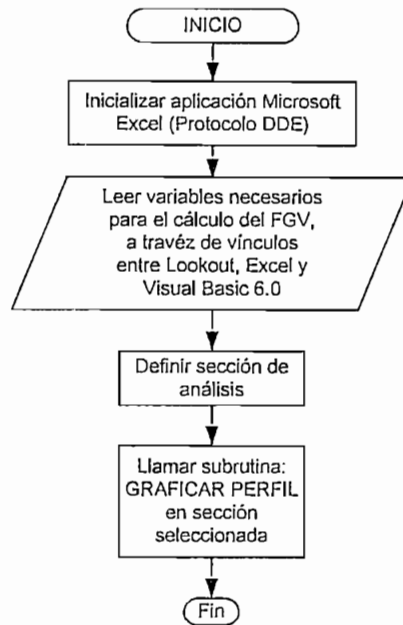 INICIO
Inicializar aplicación Microsoft
Excel (Protocolo DDE)
Leer variables necesarios
para el cálculo del FGV,
a travéz de vínculos
entre Lookout, Excel y
Visual Basic 6.0
Definir sección de
análisis
Llamar subrutina:
GRAFICAR PERFIL
en sección
seleccionada
Fin